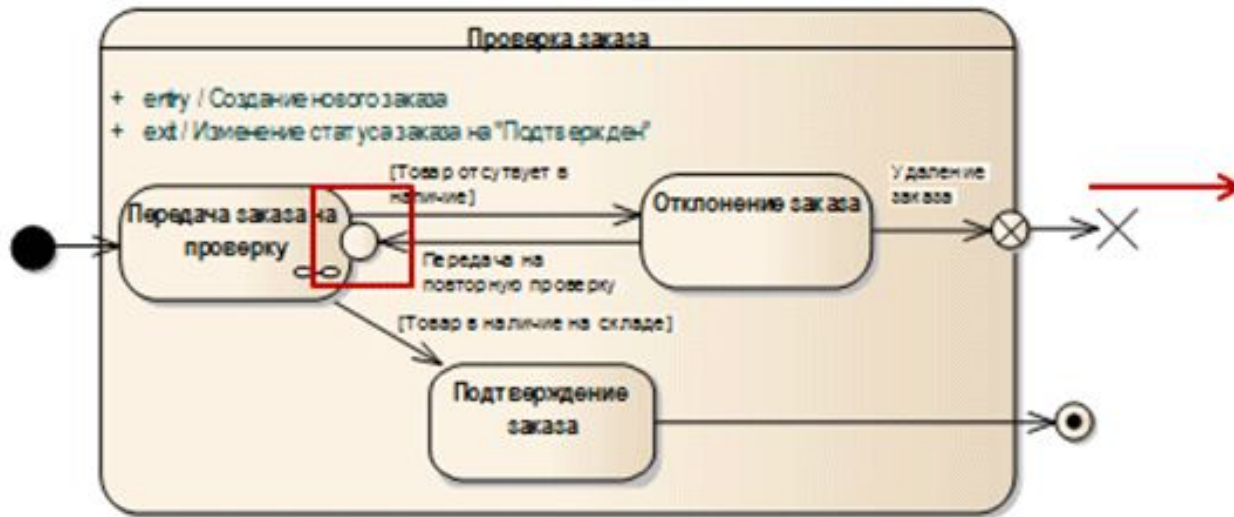 Проверка заказа
+ entry / Создание нового заказа
+ exit / Изменение статуса заказа на "Подтвержден"
[Товар отсутвует в
наличие]
Удаление
заказа
Передача заказа на
проверку
Отклонение заказа
Передача на
повторную проверку
[Товар в наличие на складе]
Подтверждение
заказа